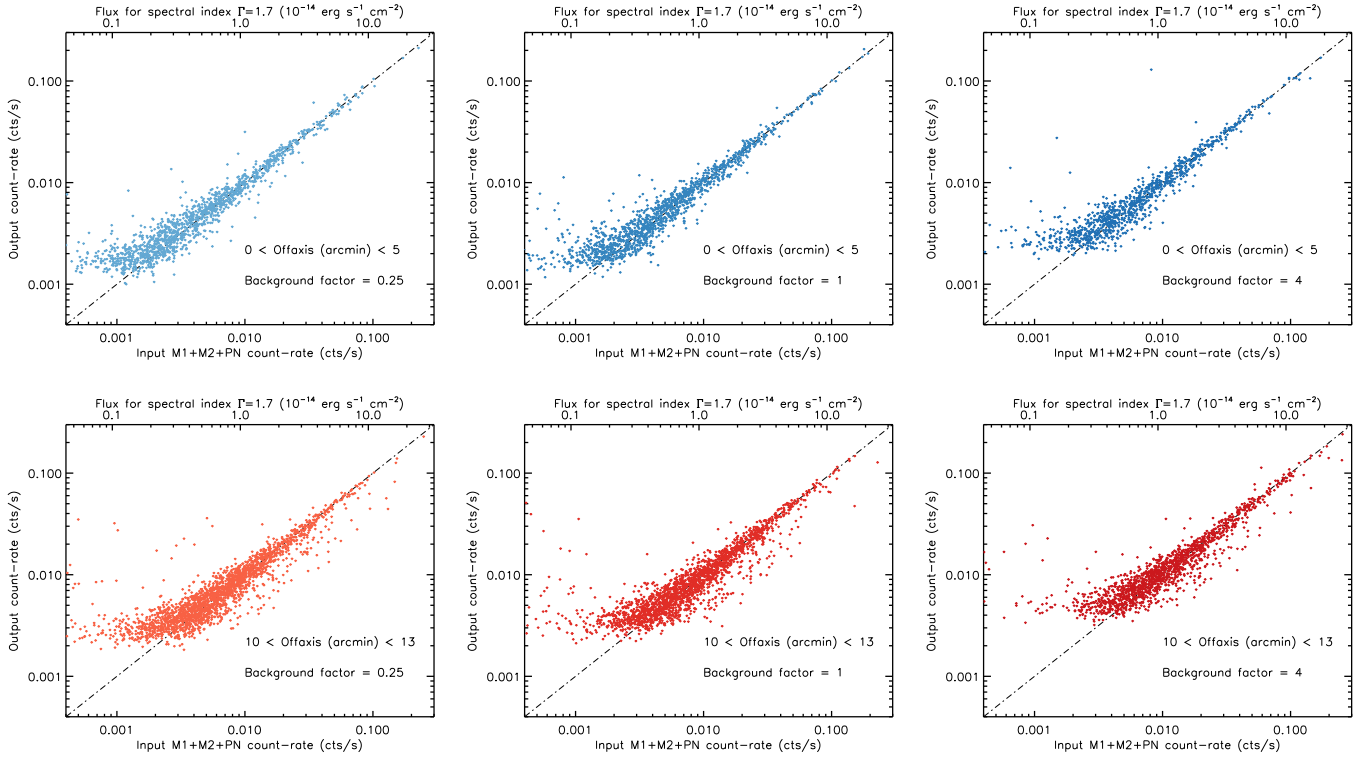 Flux for spectral index Γ=1.7 (10⁻¹⁴ erg s⁻¹ cm⁻²)
0.1 1.0 10.0
Output count-rate (cts/s)
0.100
0.010
0.001
0 < Offaxis (arcmin) < 5
Background factor = 0.25
0.001 0.010 0.100
Input M1+M2+PN count-rate (cts/s)
Flux for spectral index Γ=1.7 (10⁻¹⁴ erg s⁻¹ cm⁻²)
0.1 1.0 10.0
Output count-rate (cts/s)
0.100
0.010
0.001
0 < Offaxis (arcmin) < 5
Background factor = 1
0.001 0.010 0.100
Input M1+M2+PN count-rate (cts/s)
Flux for spectral index Γ=1.7 (10⁻¹⁴ erg s⁻¹ cm⁻²)
0.1 1.0 10.0
Output count-rate (cts/s)
0.100
0.010
0.001
0 < Offaxis (arcmin) < 5
Background factor = 4
0.001 0.010 0.100
Input M1+M2+PN count-rate (cts/s)
Flux for spectral index Γ=1.7 (10⁻¹⁴ erg s⁻¹ cm⁻²)
0.1 1.0 10.0
Output count-rate (cts/s)
0.100
0.010
0.001
10 < Offaxis (arcmin) < 13
Background factor = 0.25
0.001 0.010 0.100
Input M1+M2+PN count-rate (cts/s)
Flux for spectral index Γ=1.7 (10⁻¹⁴ erg s⁻¹ cm⁻²)
0.1 1.0 10.0
Output count-rate (cts/s)
0.100
0.010
0.001
10 < Offaxis (arcmin) < 13
Background factor = 1
0.001 0.010 0.100
Input M1+M2+PN count-rate (cts/s)
Flux for spectral index Γ=1.7 (10⁻¹⁴ erg s⁻¹ cm⁻²)
0.1 1.0 10.0
Output count-rate (cts/s)
0.100
0.010
0.001
10 < Offaxis (arcmin) < 13
Background factor = 4
0.001 0.010 0.100
Input M1+M2+PN count-rate (cts/s)